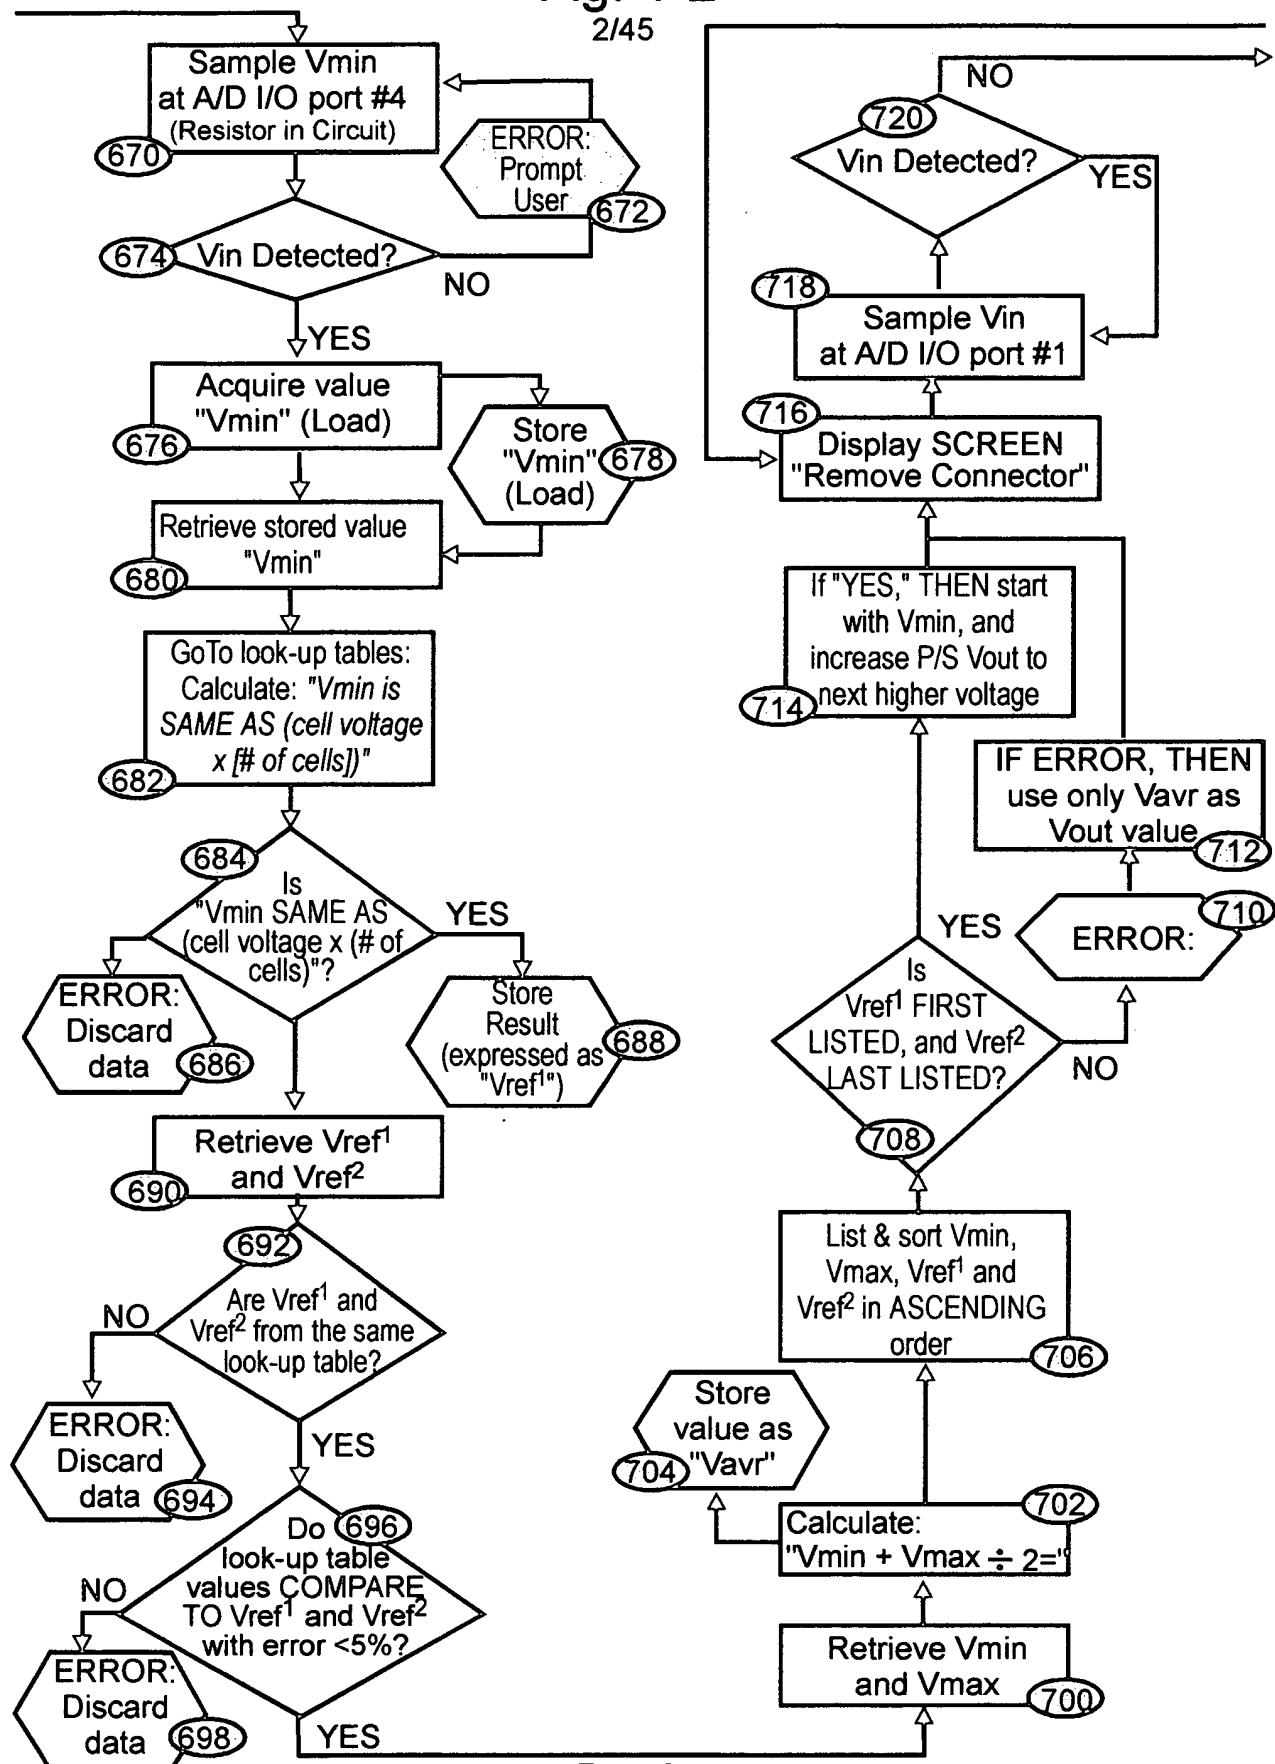 2/45
Sample Vmin
at A/D I/O port #4
(Resistor in Circuit)
670
ERROR:
Prompt
User
672
674
Vin Detected?
NO
YES
Acquire value
"Vmin" (Load)
676
Store
"Vmin"
(Load)
678
Retrieve stored value
"Vmin"
680
GoTo look-up tables:
Calculate: "Vmin is
SAME AS (cell voltage
x [# of cells])"
682
684
Is
"Vmin SAME AS
(cell voltage x (# of
cells)"?
YES
ERROR:
Discard
data
686
Store
Result
(expressed as
"Vref¹")
688
Retrieve Vref¹
and Vref²
690
692
Are Vref¹ and
Vref² from the same
look-up table?
NO
ERROR:
Discard
data
694
YES
Do
696
look-up table
values COMPARE
TO Vref¹ and Vref²
with error <5%?
NO
ERROR:
Discard
data
698
YES
NO
720
Vin Detected?
YES
718
Sample Vin
at A/D I/O port #1
716
Display SCREEN
"Remove Connector"
If "YES," THEN start
with Vmin, and
increase P/S Vout to
next higher voltage
714
IF ERROR, THEN
use only Vavr as
Vout value
712
710
ERROR:
YES
Is
Vref¹ FIRST
LISTED, and Vref²
LAST LISTED?
NO
708
List & sort Vmin,
Vmax, Vref¹ and
Vref² in ASCENDING
order
706
Store
value as
"Vavr"
704
702
Calculate:
"Vmin + Vmax ÷ 2="
Retrieve Vmin
and Vmax
700